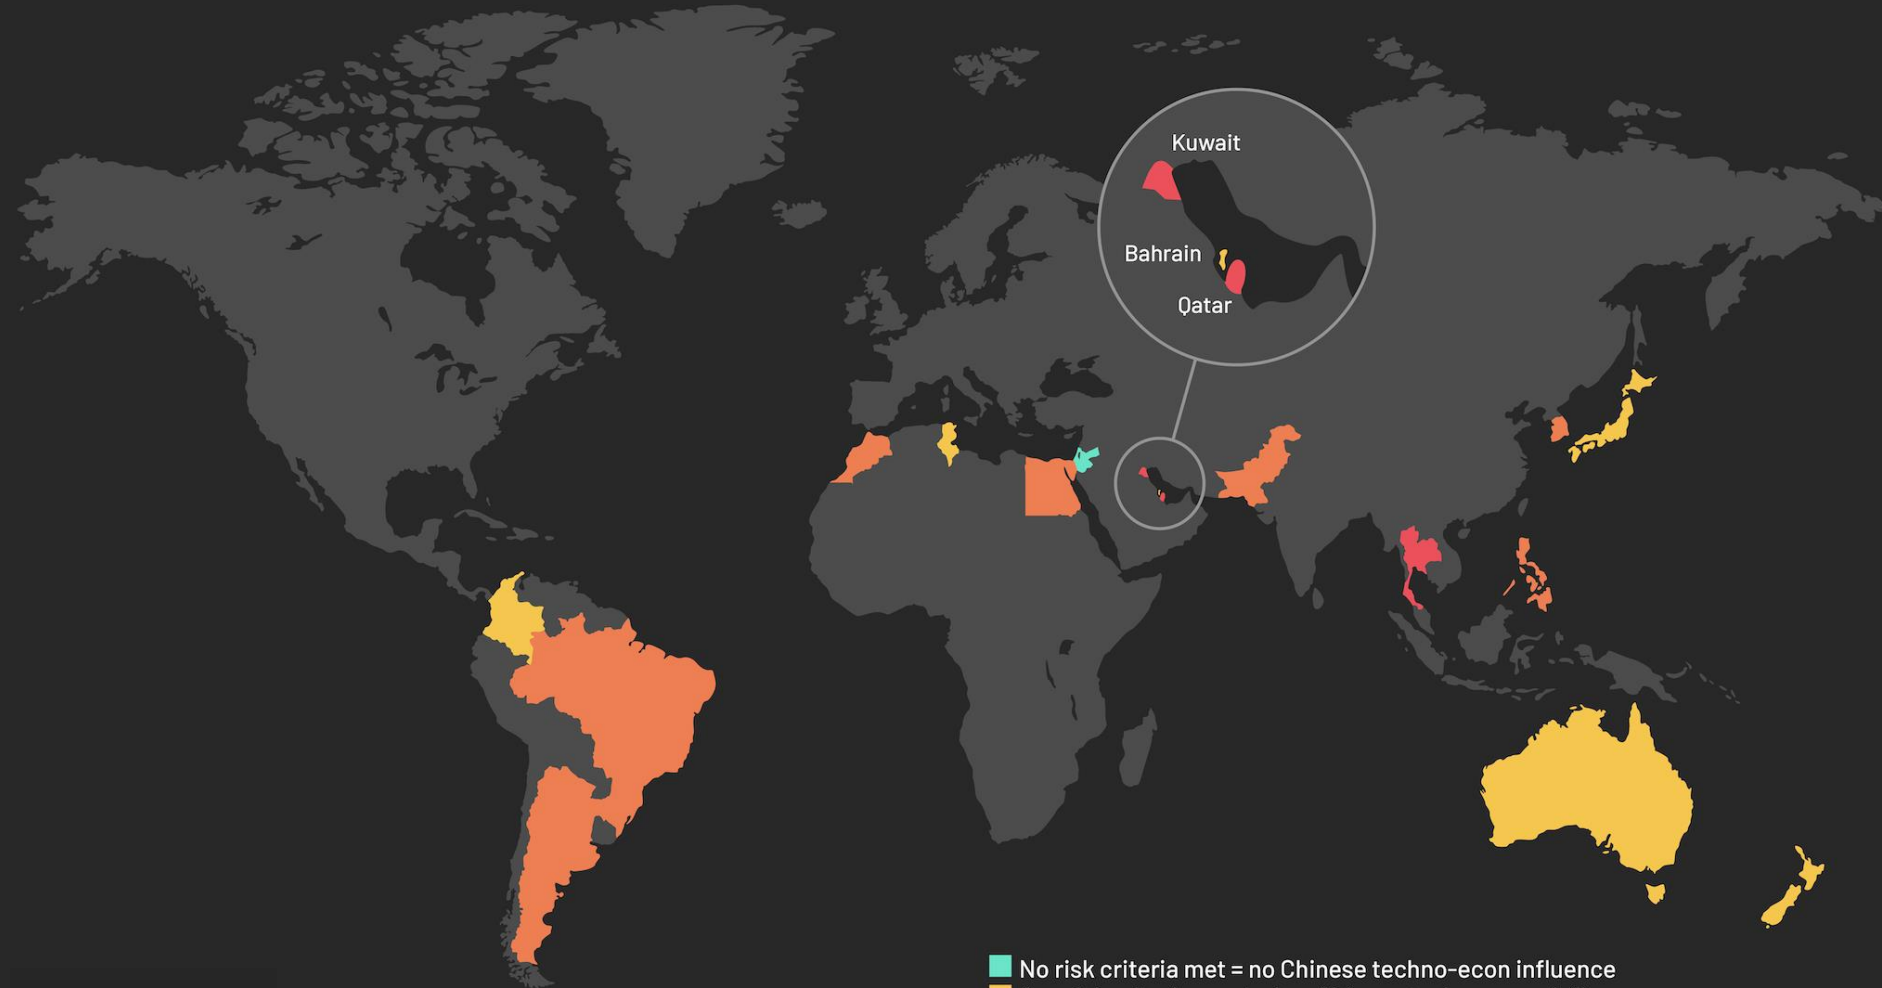 Kuwait
Bahrain
Qatar
No risk criteria met = no Chinese techno-econ influence